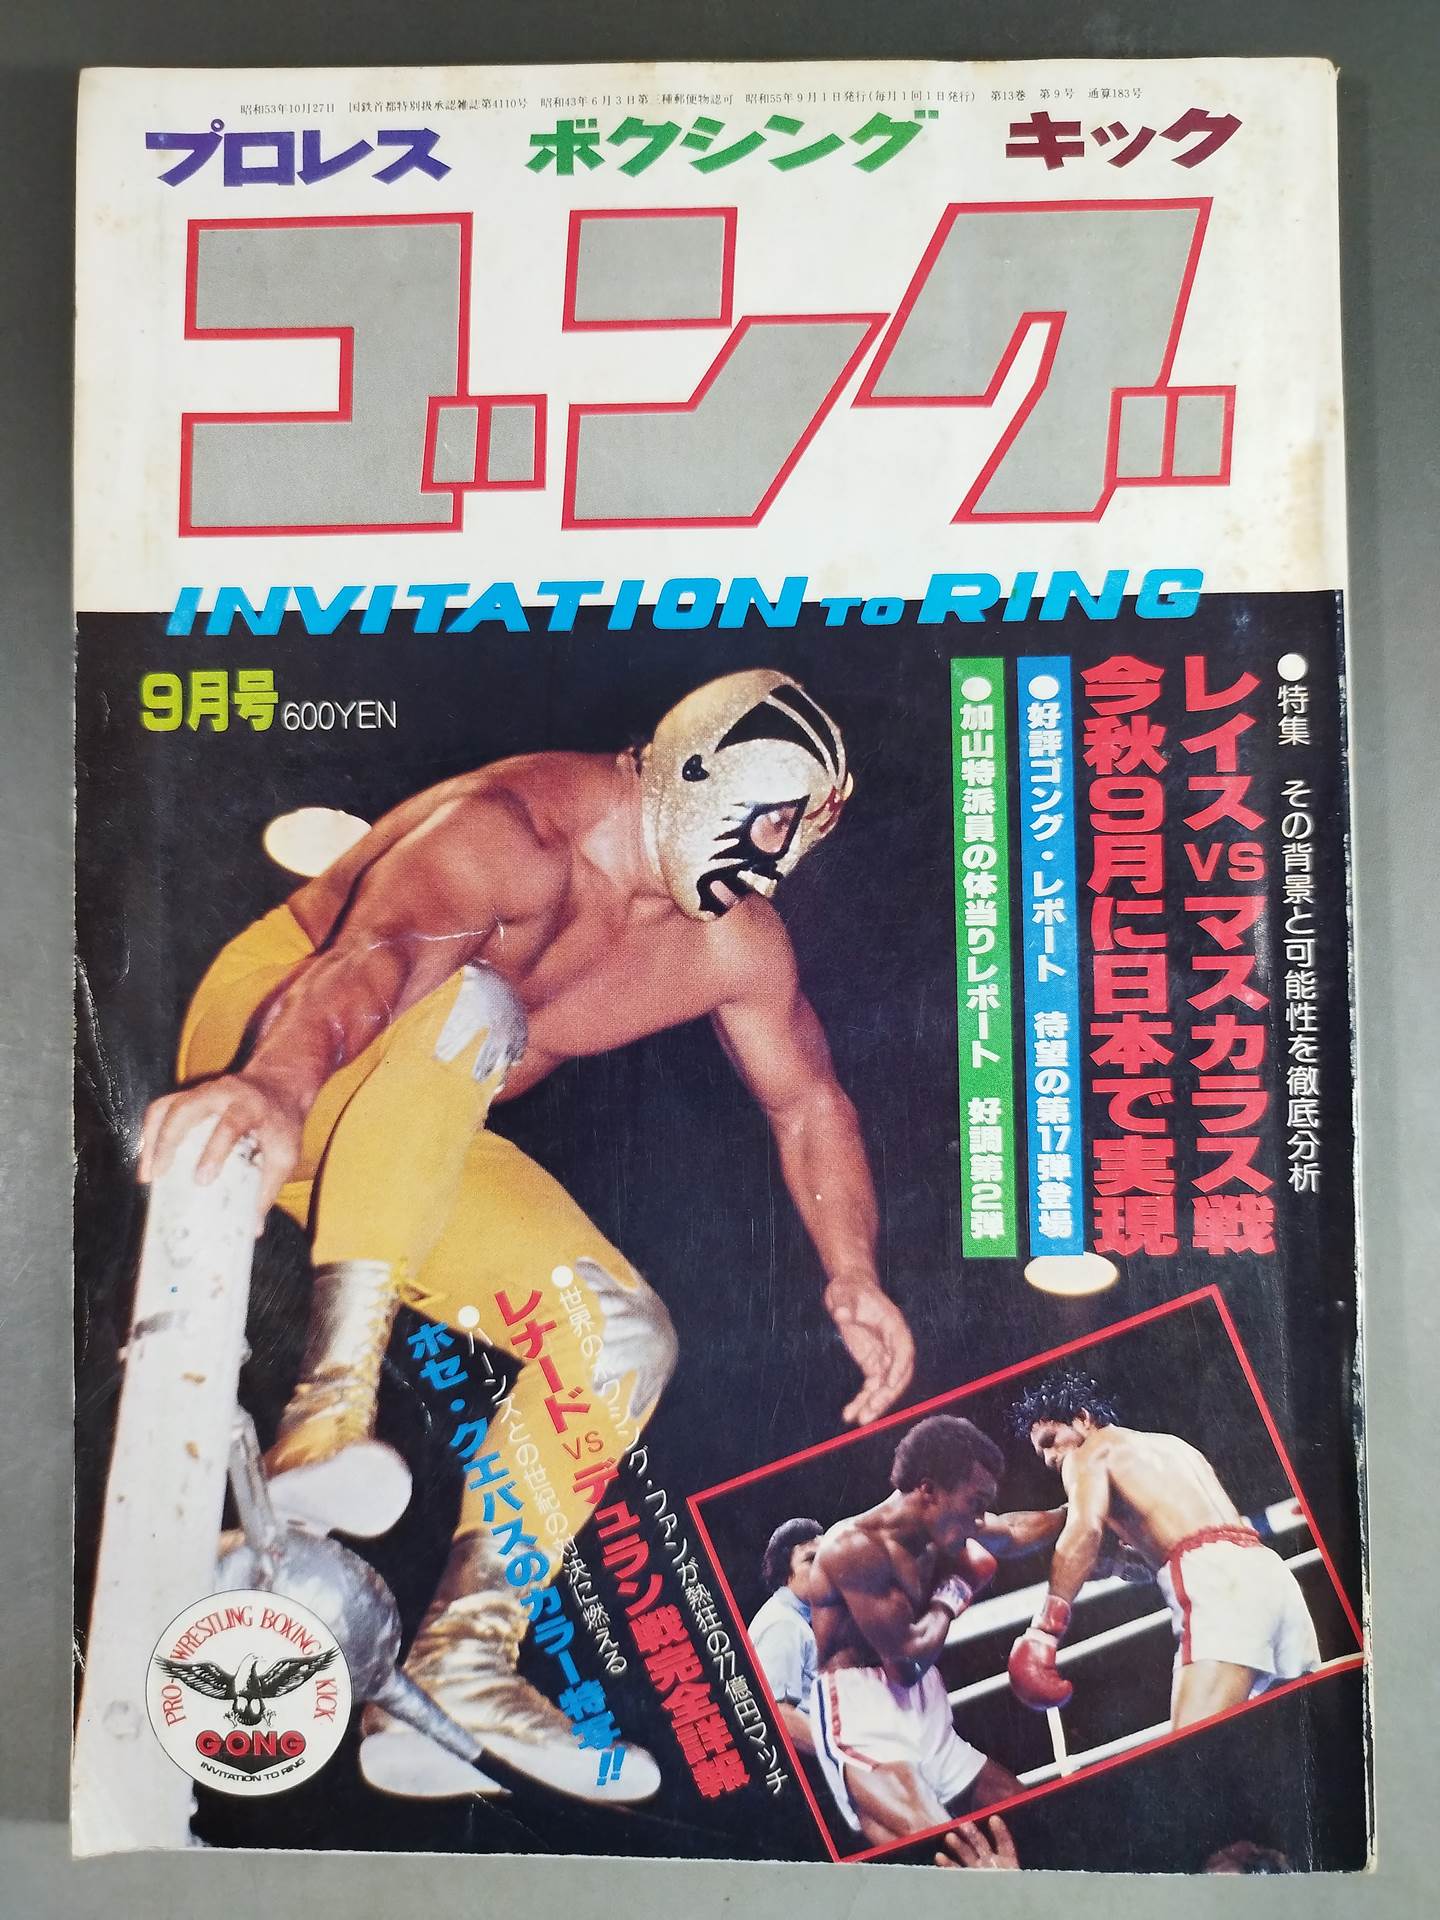 昭和53年10月27日 国鉄首都特別扱承認雑誌第4110号 昭和43年6月3日第三種郵便物認可 昭和55年9月1日発行(毎月1回1日発行) 第13巻 第9号 通算183号
プロレス ボクシング キック
ゴング
INVITATION TO RING
9月号 600YEN
●特集 その背景と可能性を徹底分析
レイスVSマスカラス戦
今秋9月に日本で実現
●好評ゴング・レポート 待望の第17弾登場
●加山特派員の体当りレポート 好調第2弾
●世界のボクシング・ファンが熱狂の77億円マッチ
レナードVSデュラン戦完全詳報
●ハーンズとの世紀の対決に燃える
ホセ・クエバスのカラー特写!!
PRO-WRESTLING BOXING KICK
GONG
INVITATION TO RING